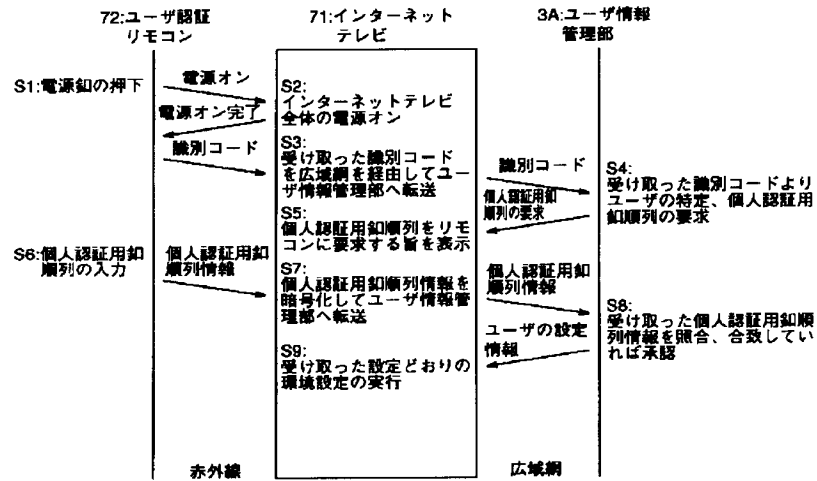 72:ユーザ認証
リモコン
71:インターネット
テレビ
3A:ユーザ情報
管理部
S1:電源釦の押下
電源オン
S2:
インターネットテレビ
全体の電源オン
電源オン完了
S3:
受け取った識別コード
を広域網を経由してユー
ザ情報管理部へ転送
識別コード
識別コード
S4:
受け取った識別コードより
ユーザの特定、個人認証用
釦順列の要求
個人認証用釦
順列の要求
S5:
個人認証用釦順列をリモ
コンに要求する旨を表示
S6:個人認証用釦
順列の入力
個人認証用釦
順列情報
S7:
個人認証用釦順列情報を
暗号化してユーザ情報管
理部へ転送
個人認証用釦
順列情報
S8:
受け取った個人認証用釦順
列情報を照合、合致してい
れば承認
ユーザの設定
情報
S9:
受け取った設定どおりの
環境設定の実行
赤外線
広域網